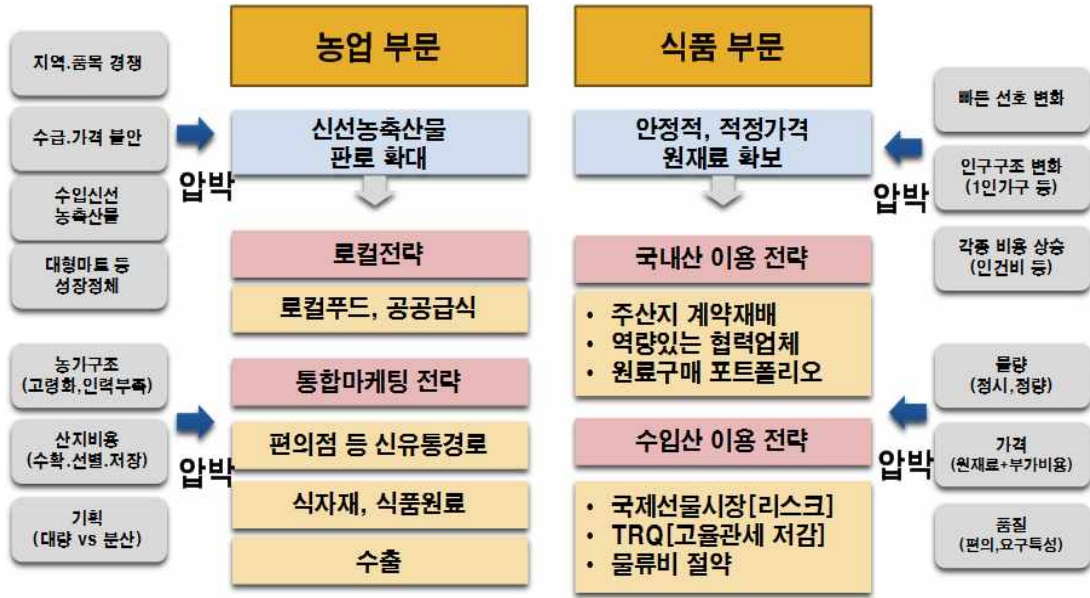 농업 부문
식품 부문
지역.품목 경쟁
수급.가격 불안
수입신선
농축산물
대형마트 등
성장정체
압박
신선농축산물
판로 확대
로컬전략
로컬푸드, 공공급식
농가구조
(고령화,인력부족)
산지비용
(수확.선별.저장)
기획
(대량 vs 분산)
압박
통합마케팅 전략
편의점 등 신유통경로
식자재, 식품원료
수출
안정적, 적정가격
원재료 확보
국내산 이용 전략
• 주산지 계약재배
• 역량있는 협력업체
• 원료구매 포트폴리오
수입산 이용 전략
• 국제선물시장[리스크]
• TRQ[고율관세 저감]
• 물류비 절약
압박
빠른 선호 변화
인구구조 변화
(1인가구 등)
각종 비용 상승
(인건비 등)
압박
물량
(정시,정량)
가격
(원재료+부가비용)
품질
(편의,요구특성)